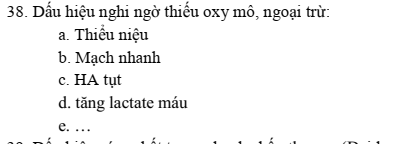 38. Dấu hiệu nghi ngờ thiếu oxy mô, ngoại trừ:
a. Thiểu niệu
b. Mạch nhanh
c. HA tụt
d. tăng lactate máu
e. …